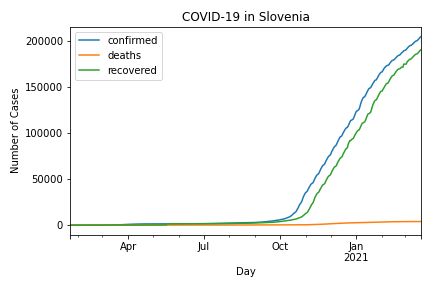 COVID-19 in Slovenia
confirmed
deaths
recovered
200000
150000
100000
50000
0
Number of Cases
Apr
Jul
Oct
Jan
2021
Day